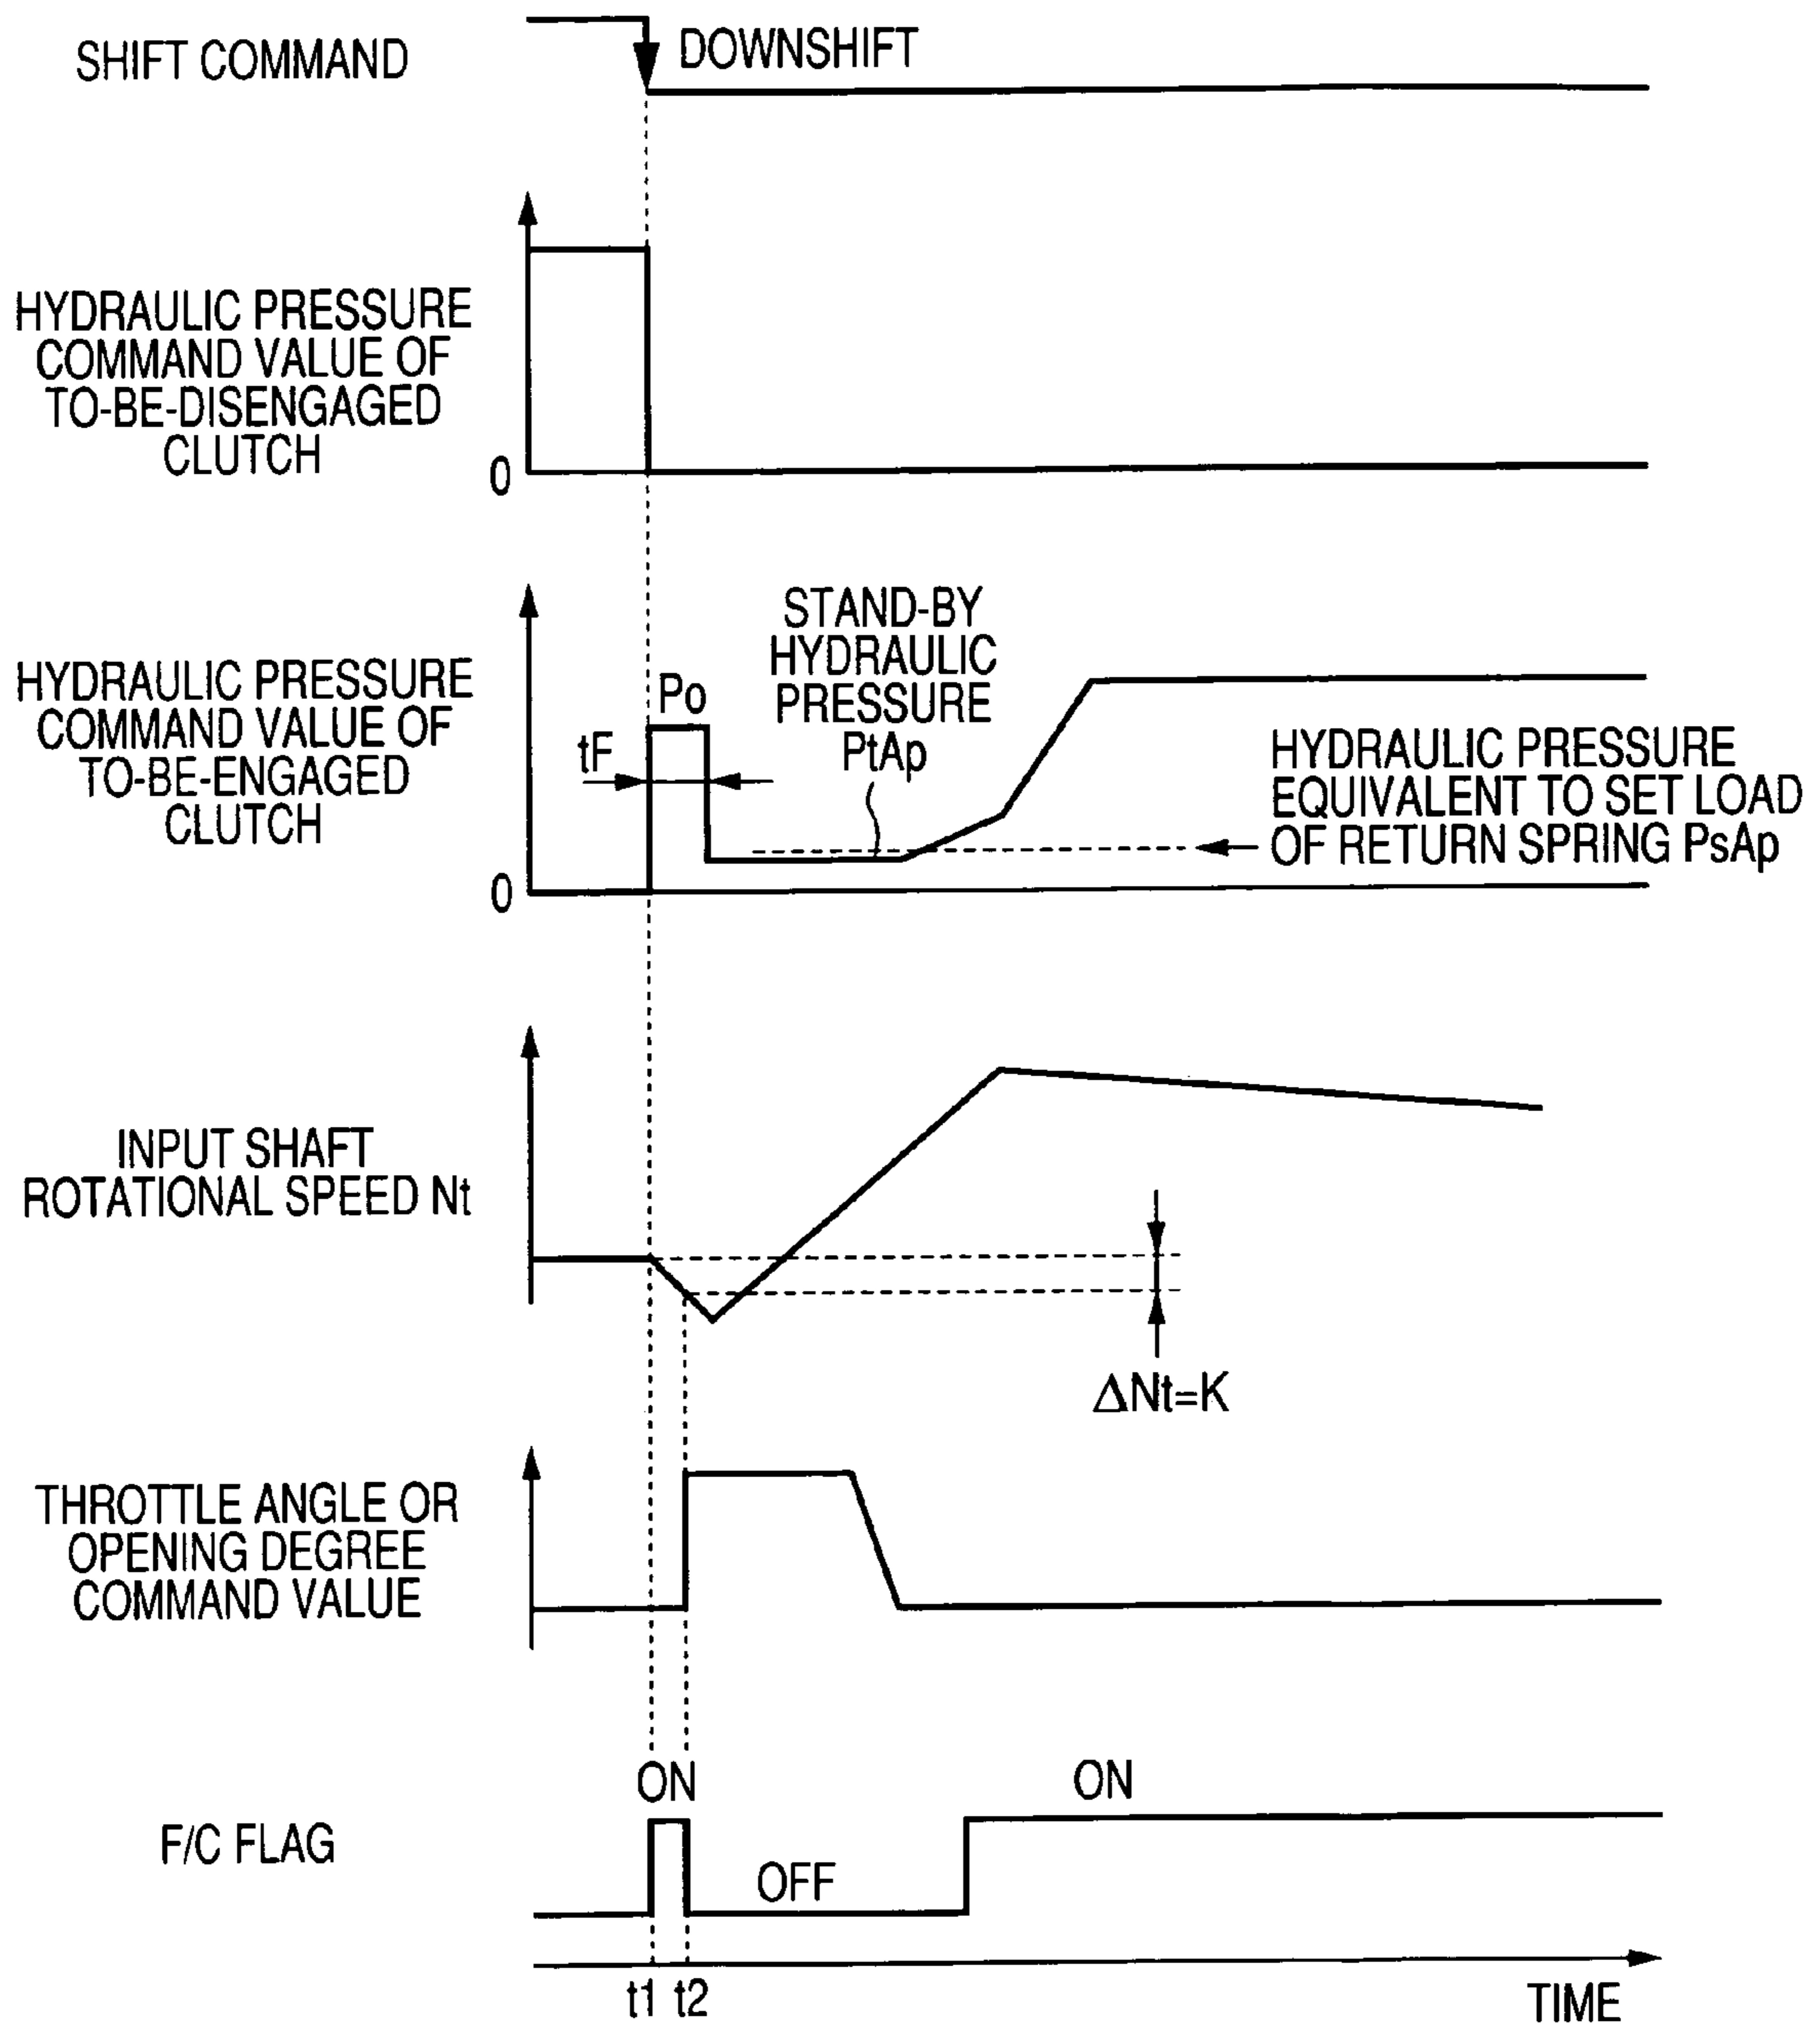 SHIFT COMMAND
DOWNSHIFT
HYDRAULIC PRESSURE
COMMAND VALUE OF
TO-BE-DISENGAGED
CLUTCH
0
HYDRAULIC PRESSURE
COMMAND VALUE OF
TO-BE-ENGAGED
CLUTCH
0
tF
Po
STAND-BY
HYDRAULIC
PRESSURE
PtAp
HYDRAULIC PRESSURE
EQUIVALENT TO SET LOAD
OF RETURN SPRING PsAp
INPUT SHAFT
ROTATIONAL SPEED Nt
ΔNt=K
THROTTLE ANGLE OR
OPENING DEGREE
COMMAND VALUE
F/C FLAG
ON
OFF
ON
t1 t2
TIME